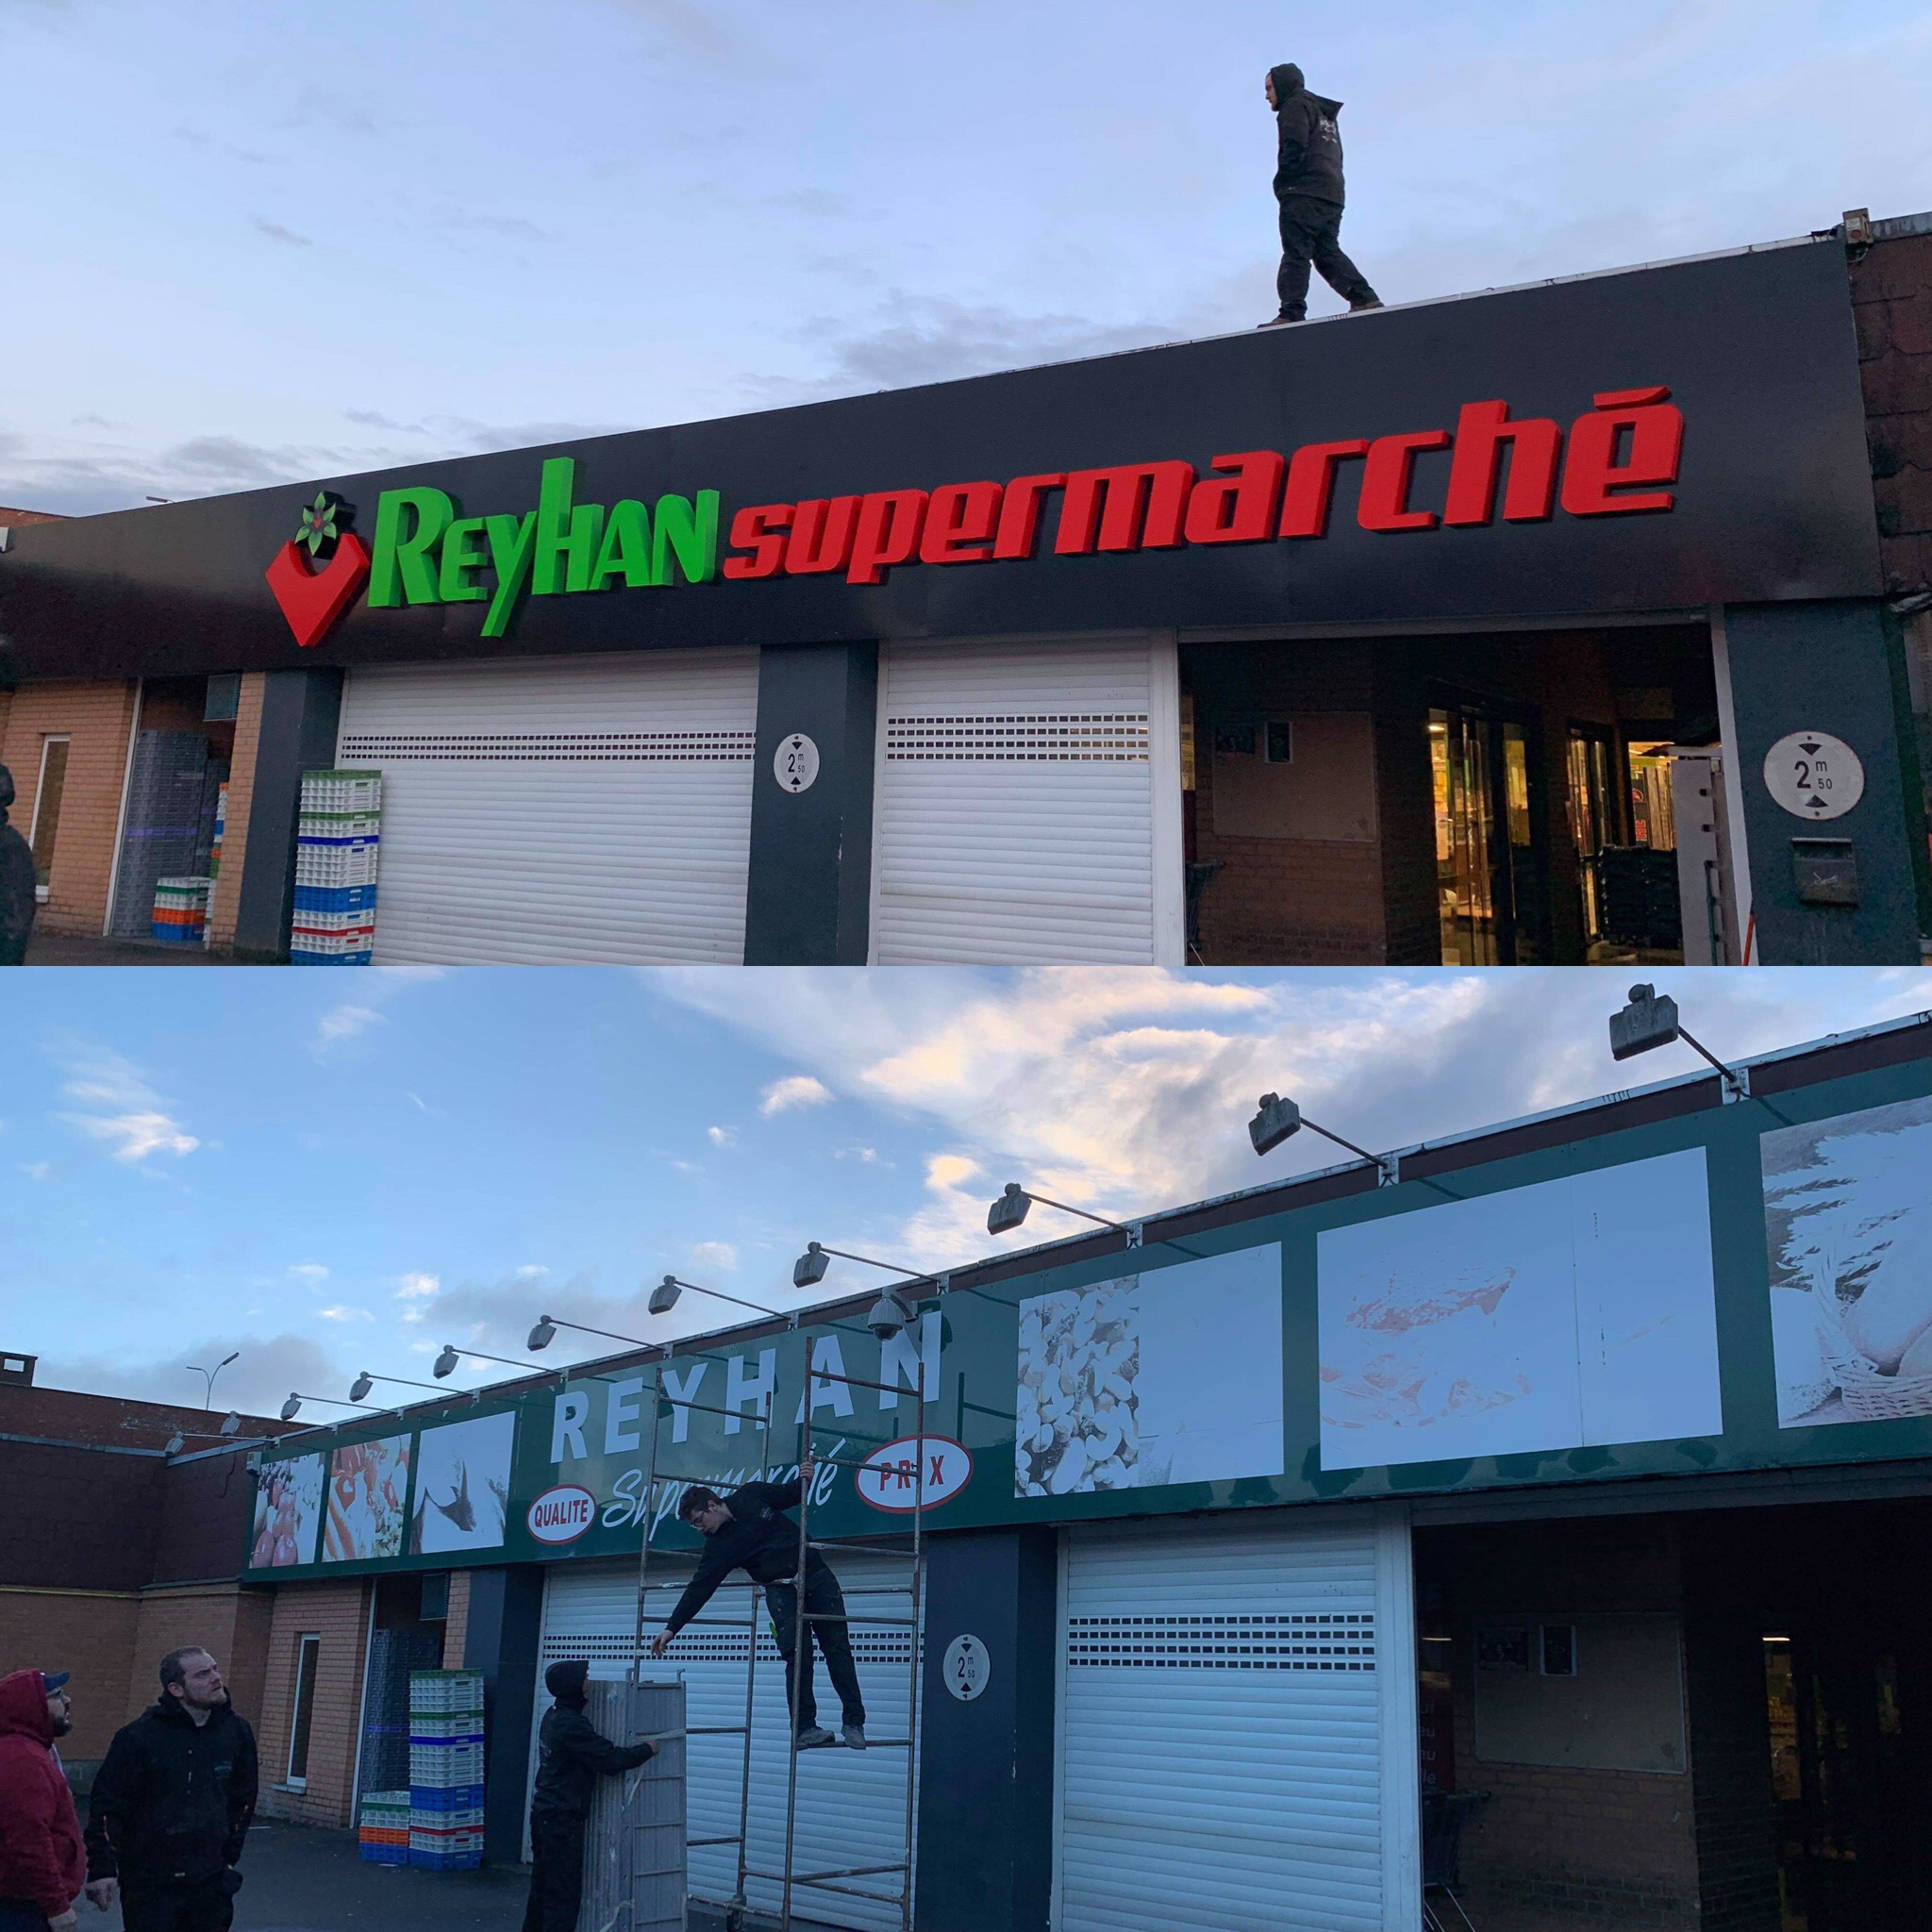 REYHAN supermarché
2 m 50
2 m 50
REYHAN
QUALITE Supermarché PRIX
2 m 50